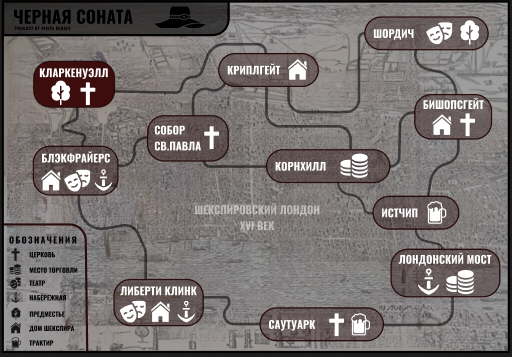 ЧЕРНАЯ СОНАТА
ШОРДИЧ
КЛАРКЕНУЭЛЛ
КРИПЛГЕЙТ
БИШОПСГЕЙТ
СОБОР
СВ.ПАВЛА
БЛЭКФРАЙЕРС
КОРНХИЛЛ
ШЕКСПИРОВСКИЙ ЛОНДОН
XVI ВЕК
ИСТЧИП
ОБОЗНАЧЕНИЯ
ЦЕРКОВЬ
МЕСТО ТОРГОВЛИ
ТЕАТР
НАБЕРЕЖНАЯ
ПРЕДМЕСТЬЕ
ДОМ ШЕКСПИРА
ТРАКТИР
ЛОНДОНСКИЙ МОСТ
ЛИБЕРТИ КЛИНК
САУТУАРК